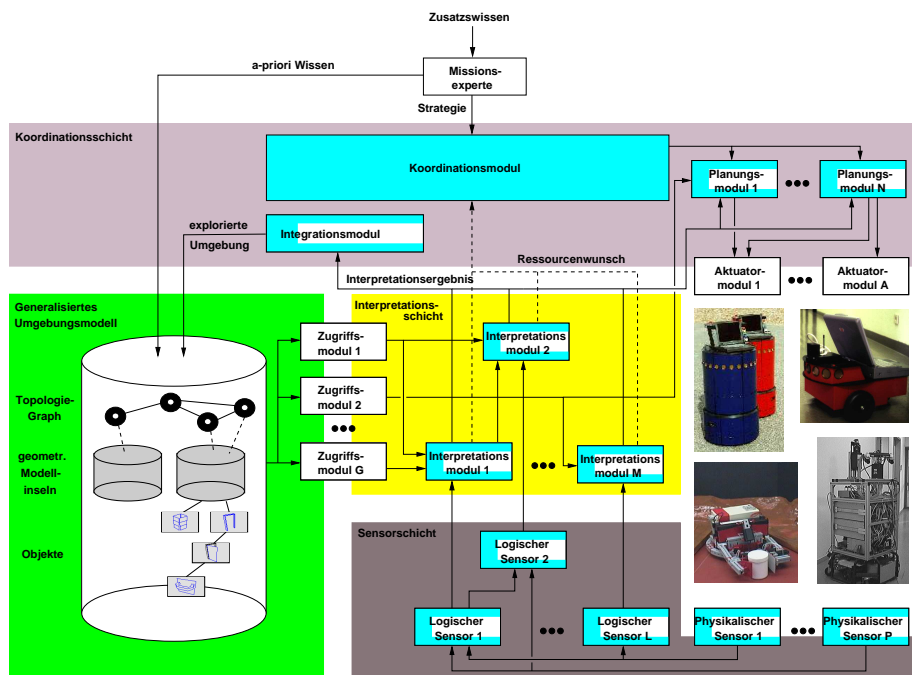 Zusatzwissen
a-priori Wissen
Missions-
experte
Strategie
Koordinationsschicht
Koordinationsmodul
Planungs-
modul 1
Planungs-
modul N
explorierte
Umgebung
Integrationsmodul
Ressourcenwunsch
Interpretationsergebnis
Aktuator-
modul 1
Aktuator-
modul A
Generalisiertes
Umgebungsmodell
Interpretations-
schicht
Zugriffs-
modul 1
Interpretations
modul 2
Zugriffs-
modul 2
Topologie-
Graph
geometr.
Modell-
inseln
Zugriffs-
modul G
Interpretations
modul 1
Interpretations
modul M
Objekte
Sensorschicht
Logischer
Sensor 2
Logischer
Sensor 1
Logischer
Sensor L
Physikalischer
Sensor 1
Physikalischer
Sensor P